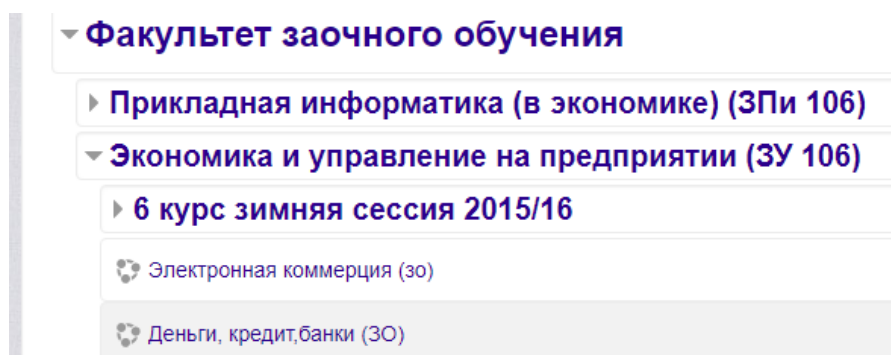 Факультет заочного обучения
Прикладная информатика (в экономике) (ЗПи 106)
Экономика и управление на предприятии (ЗУ 106)
6 курс зимняя сессия 2015/16
Электронная коммерция (зо)
Деньги, кредит,банки (ЗО)